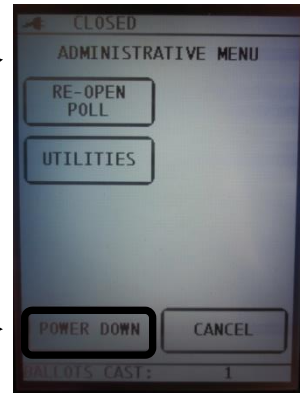 CLOSED
ADMINISTRATIVE MENU
RE-OPEN
POLL
UTILITIES
POWER DOWN
CANCEL
BALLOTS CAST: 1